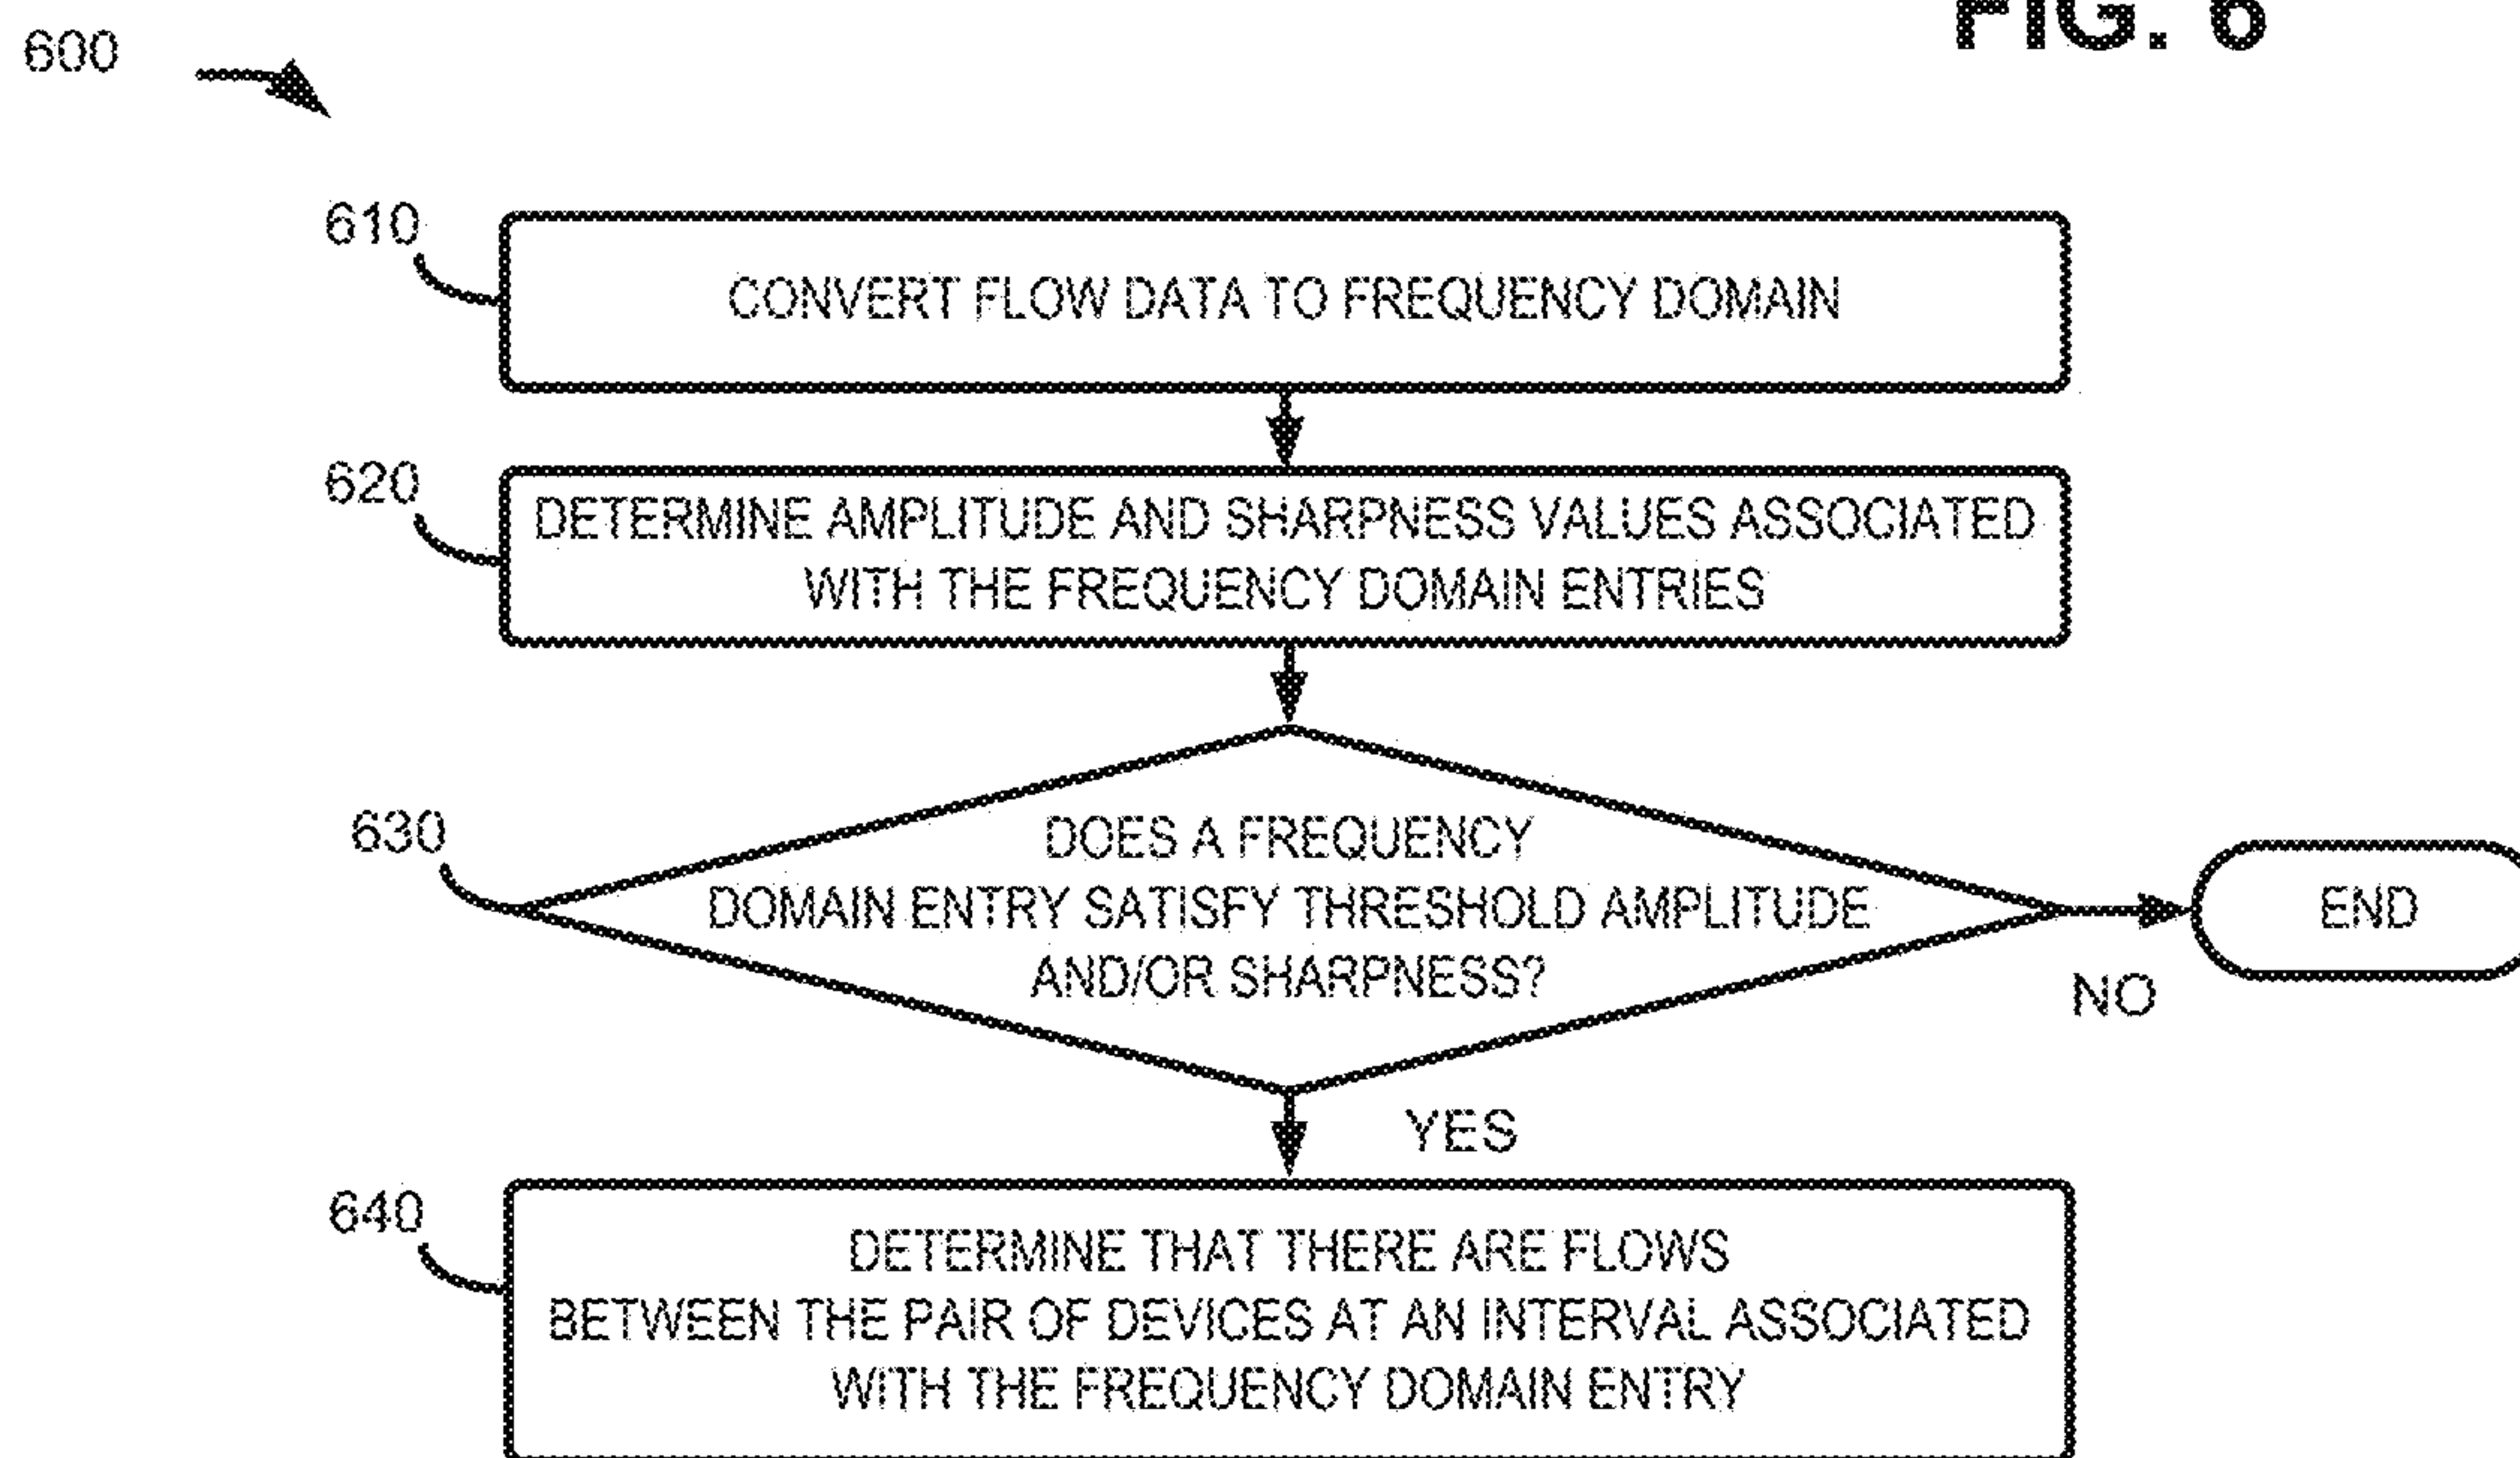 FIG. 6
600
610
CONVERT FLOW DATA TO FREQUENCY DOMAIN
620
DETERMINE AMPLITUDE AND SHARPNESS VALUES ASSOCIATED
WITH THE FREQUENCY DOMAIN ENTRIES
630
DOES A FREQUENCY
DOMAIN ENTRY SATISFY THRESHOLD AMPLITUDE
AND/OR SHARPNESS?
END
NO
YES
640
DETERMINE THAT THERE ARE FLOWS
BETWEEN THE PAIR OF DEVICES AT AN INTERVAL ASSOCIATED
WITH THE FREQUENCY DOMAIN ENTRY